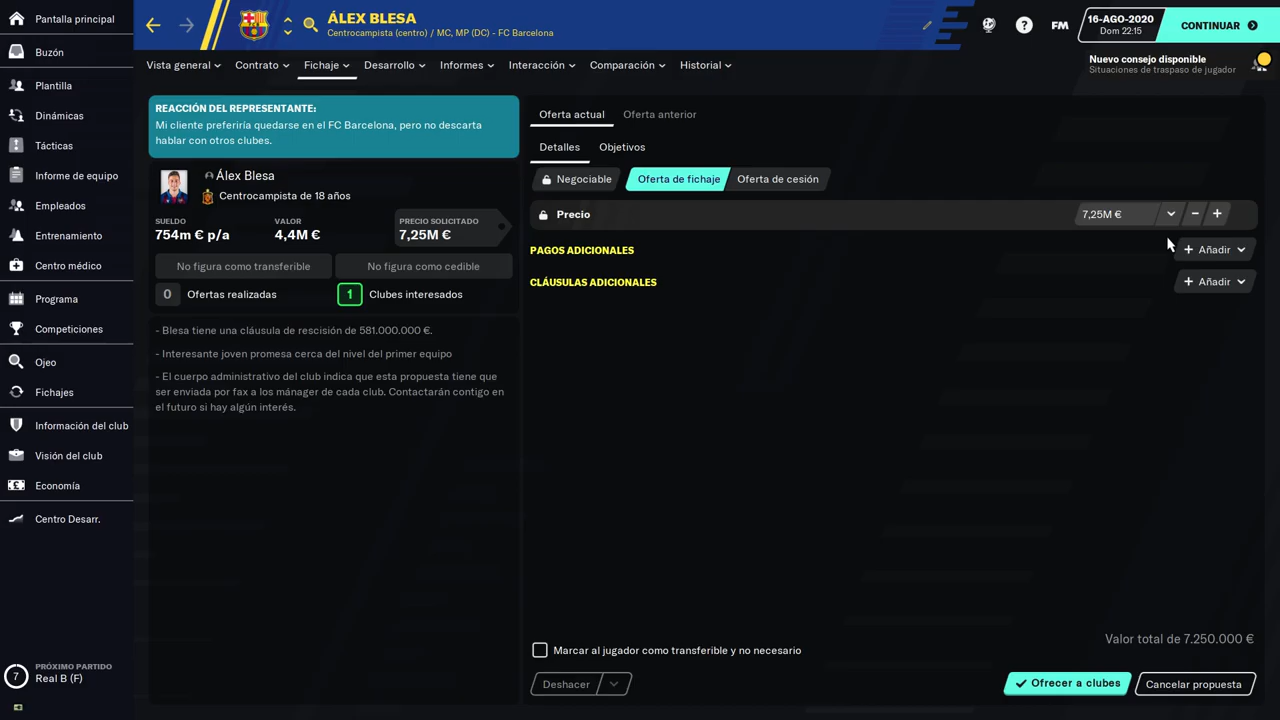 Pantalla principal
Buzón
Plantilla
Dinámicas
Tácticas
Informe de equipo
Empleados
Entrenamiento
Centro médico
Programa
Competiciones
Ojeo
Fichajes
Información del club
Visión del club
Economía
Centro Desarr.
7
PRÓXIMO PARTIDO
Real B (F)
ÁLEX BLESA
Centrocampista (centro) / MC, MP (DC) - FC Barcelona
?
FM
16-AGO-2020
Dom 22:15
CONTINUAR
Vista general
Contrato
Fichaje
Desarrollo
Informes
Interacción
Comparación
Historial
Nuevo consejo disponible
Situaciones de traspaso de jugador
REACCIÓN DEL REPRESENTANTE:
Mi cliente preferiría quedarse en el FC Barcelona, pero no descarta
hablar con otros clubes.
Álex Blesa
Centrocampista de 18 años
SUELDO
754m € p/a
VALOR
4,4M €
PRECIO SOLICITADO
7,25M €
No figura como transferible
No figura como cedible
0 Ofertas realizadas
1 Clubes interesados
- Blesa tiene una cláusula de rescisión de 581.000.000 €.
- Interesante joven promesa cerca del nivel del primer equipo
- El cuerpo administrativo del club indica que esta propuesta tiene que
ser enviada por fax a los mánager de cada club. Contactarán contigo en
el futuro si hay algún interés.
Oferta actual
Oferta anterior
Detalles
Objetivos
Negociable
Oferta de fichaje
Oferta de cesión
Precio
7,25M €
PAGOS ADICIONALES
+ Añadir
CLÁUSULAS ADICIONALES
+ Añadir
Valor total de 7.250.000 €
Marcar al jugador como transferible y no necesario
Deshacer
Ofrecer a clubes
Cancelar propuesta